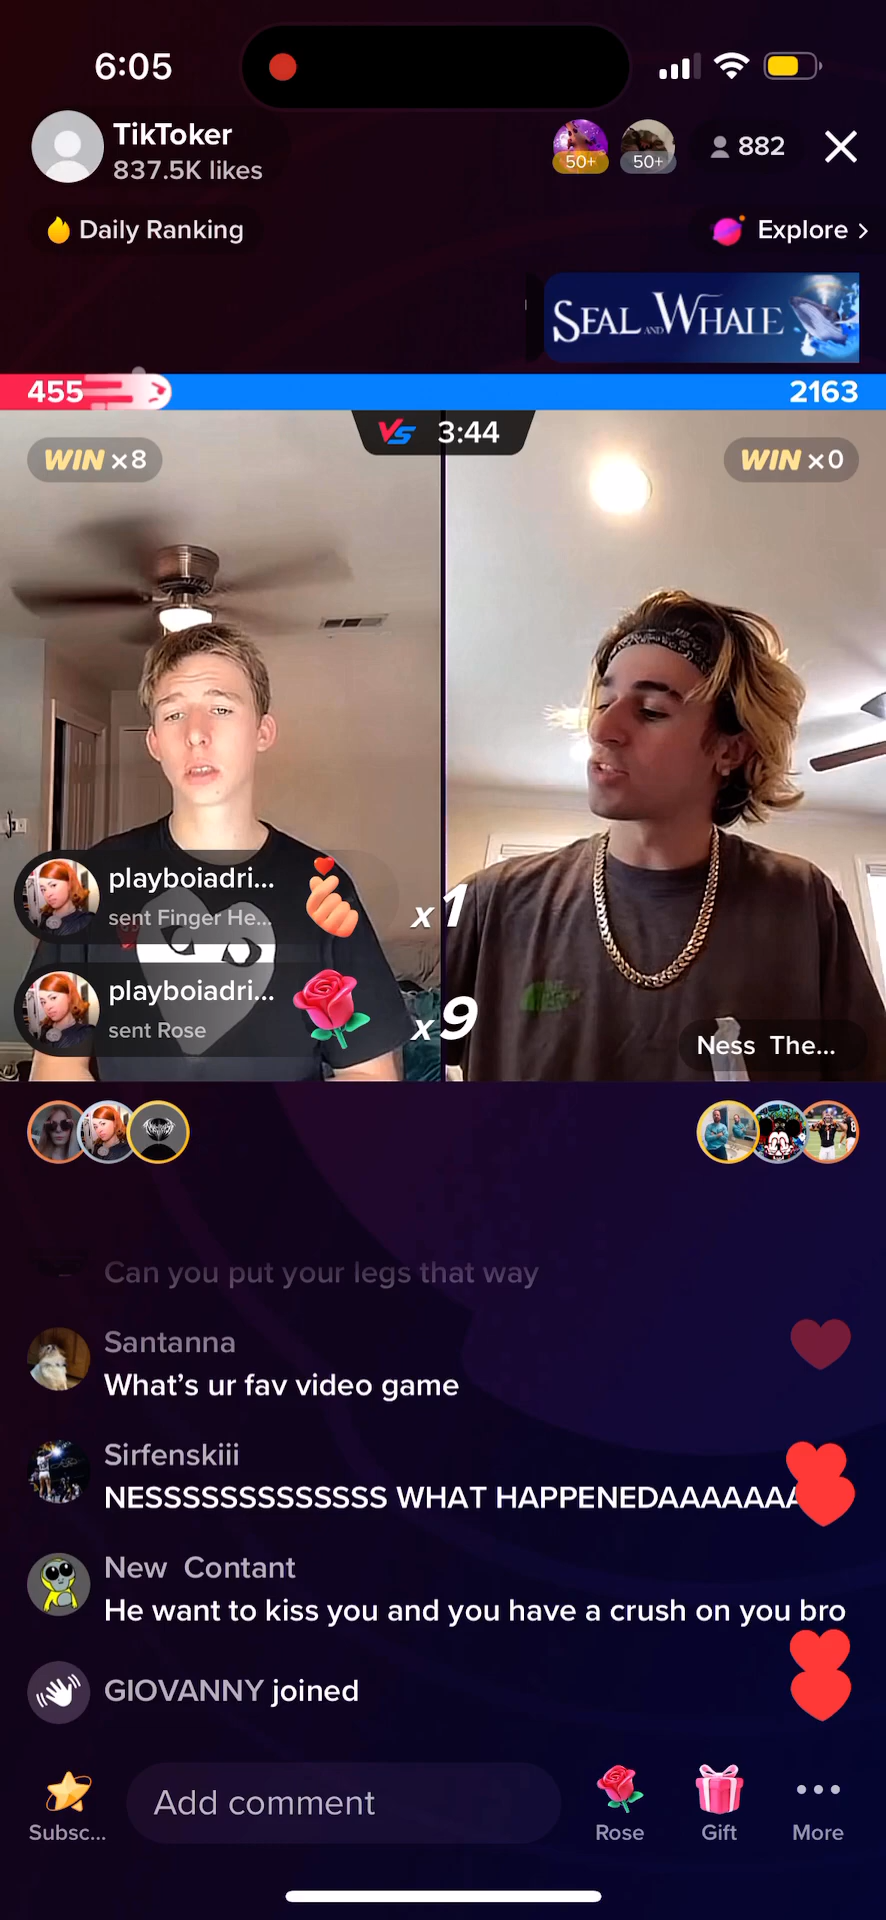 6:05
TikToker
837.5K likes
50+
50+
882
Daily Ranking
Explore >
SEAL AND WHALE
455
2163
VS 3:44
WIN x8
WIN x0
playboiadri...
sent Finger He...
x1
playboiadri...
sent Rose
x9
Ness The...
Can you put your legs that way
Santanna
What's ur fav video game
Sirfenskiii
NESSSSSSSSSSSSS WHAT HAPPENEDAAAAAAA
New Contant
He want to kiss you and you have a crush on you bro
GIOVANNY joined
Subsc...
Add comment
Rose
Gift
More